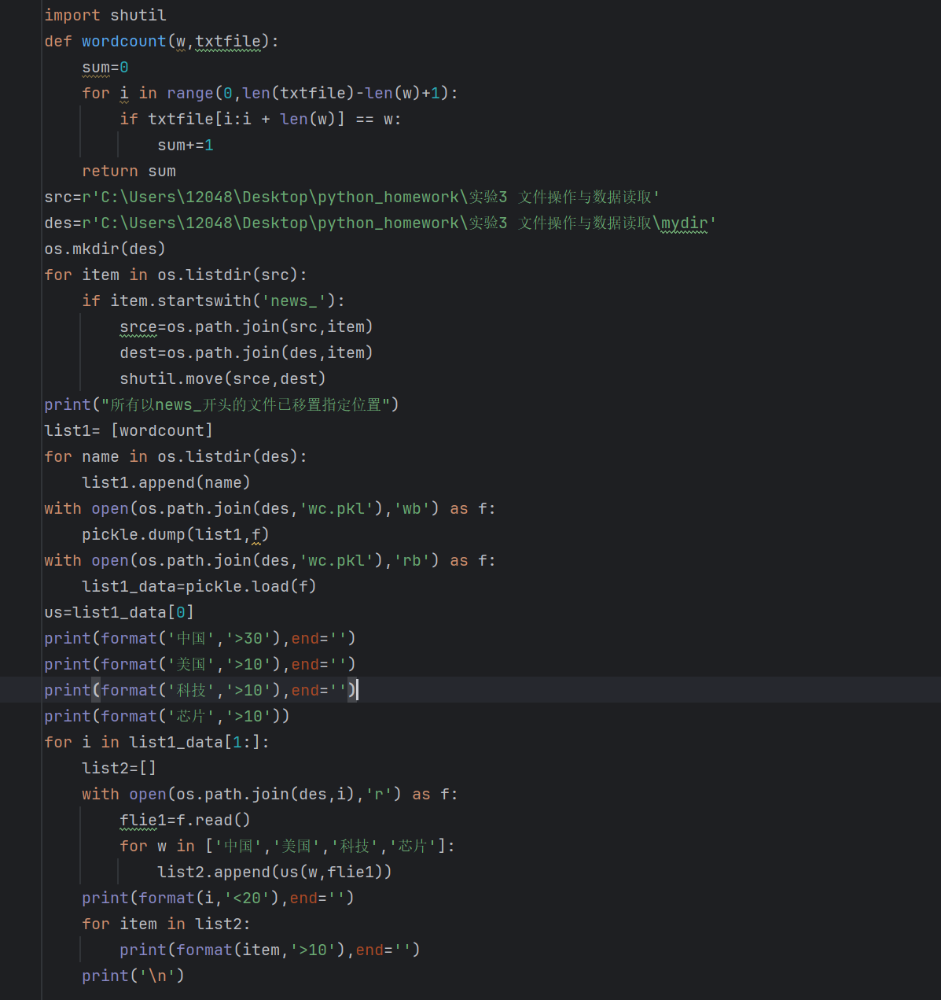 import shutil
def wordcount(w,txtfile):
    sum=0
    for i in range(0,len(txtfile)-len(w)+1):
        if txtfile[i:i + len(w)] == w:
            sum+=1
    return sum
src=r'C:\Users\12048\Desktop\python_homework\实验3 文件操作与数据读取'
des=r'C:\Users\12048\Desktop\python_homework\实验3 文件操作与数据读取\mydir'
os.mkdir(des)
for item in os.listdir(src):
    if item.startswith('news_'):
        srce=os.path.join(src,item)
        dest=os.path.join(des,item)
        shutil.move(srce,dest)
print("所有以news_开头的文件已移置指定位置")
list1= [wordcount]
for name in os.listdir(des):
    list1.append(name)
with open(os.path.join(des,'wc.pkl'),'wb') as f:
    pickle.dump(list1,f)
with open(os.path.join(des,'wc.pkl'),'rb') as f:
    list1_data=pickle.load(f)
us=list1_data[0]
print(format('中国','>30'),end='')
print(format('美国','>10'),end='')
print(format('科技','>10'),end='')
print(format('芯片','>10'))
for i in list1_data[1:]:
    list2=[]
    with open(os.path.join(des,i),'r') as f:
        flie1=f.read()
        for w in ['中国','美国','科技','芯片']:
            list2.append(us(w,flie1))
    print(format(i,'<20'),end='')
    for item in list2:
        print(format(item,'>10'),end='')
    print('\n')